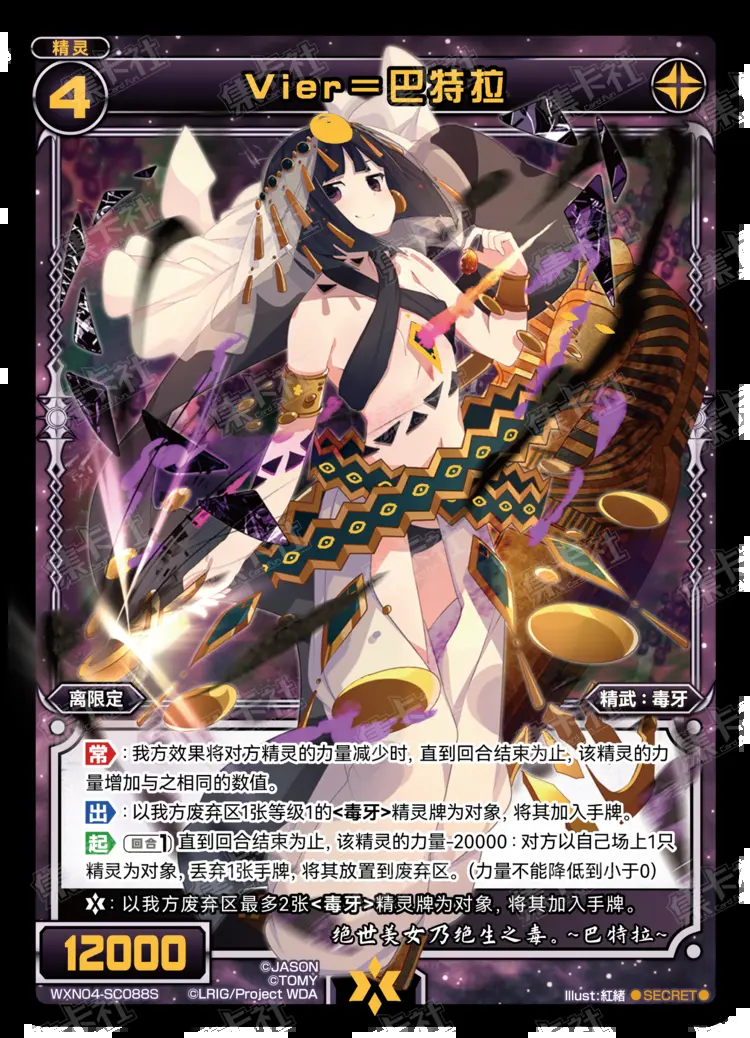 精灵
4
Vier＝巴特拉
离限定
精武：毒牙
常：我方效果将对方精灵的力量减少时，直到回合结束为止，该精灵的力
量增加与之相同的数值。
出：以我方废弃区1张等级1的<毒牙>精灵牌为对象，将其加入手牌。
起 回合1 直到回合结束为止，该精灵的力量-20000：对方以自己场上1只
精灵为对象，丢弃1张手牌，将其放置到废弃区。(力量不能降低到小于0)
：以我方废弃区最多2张<毒牙>精灵牌为对象，将其加入手牌。
绝世美女乃绝生之毒。~巴特拉~
12000
©JASON
©TOMY
WXN04-SC088S ©LRIG/Project WDA
Illust:紅緒 ●SECRET●
集卡社